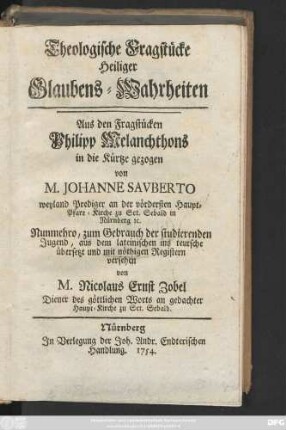 Theologische Fragstücke
Heiliger
Glaubens-Wahrheiten
Aus den Fragstücken
Philipp Melanchthons
in die Kürtze gezogen
von
M. JOHANNE SAVBERTO
weyland Prediger an der vördersten Haupt-
Pfarr-Kirche zu Sct. Sebald in
Nürnberg ꝛc.
Nunmehro, zum Gebrauch der studierenden
Jugend, aus dem lateinischen ins teutsche
übersetzt und mit nöthigen Registern
versehen
von
M. Nicolaus Ernst Zobel
Diener des göttlichen Worts an gedachter
Haupt-Kirche zu Sct. Sebald.
Nürnberg
In Verlegung der Joh. Andr. Endterischen
Handlung. 1754.